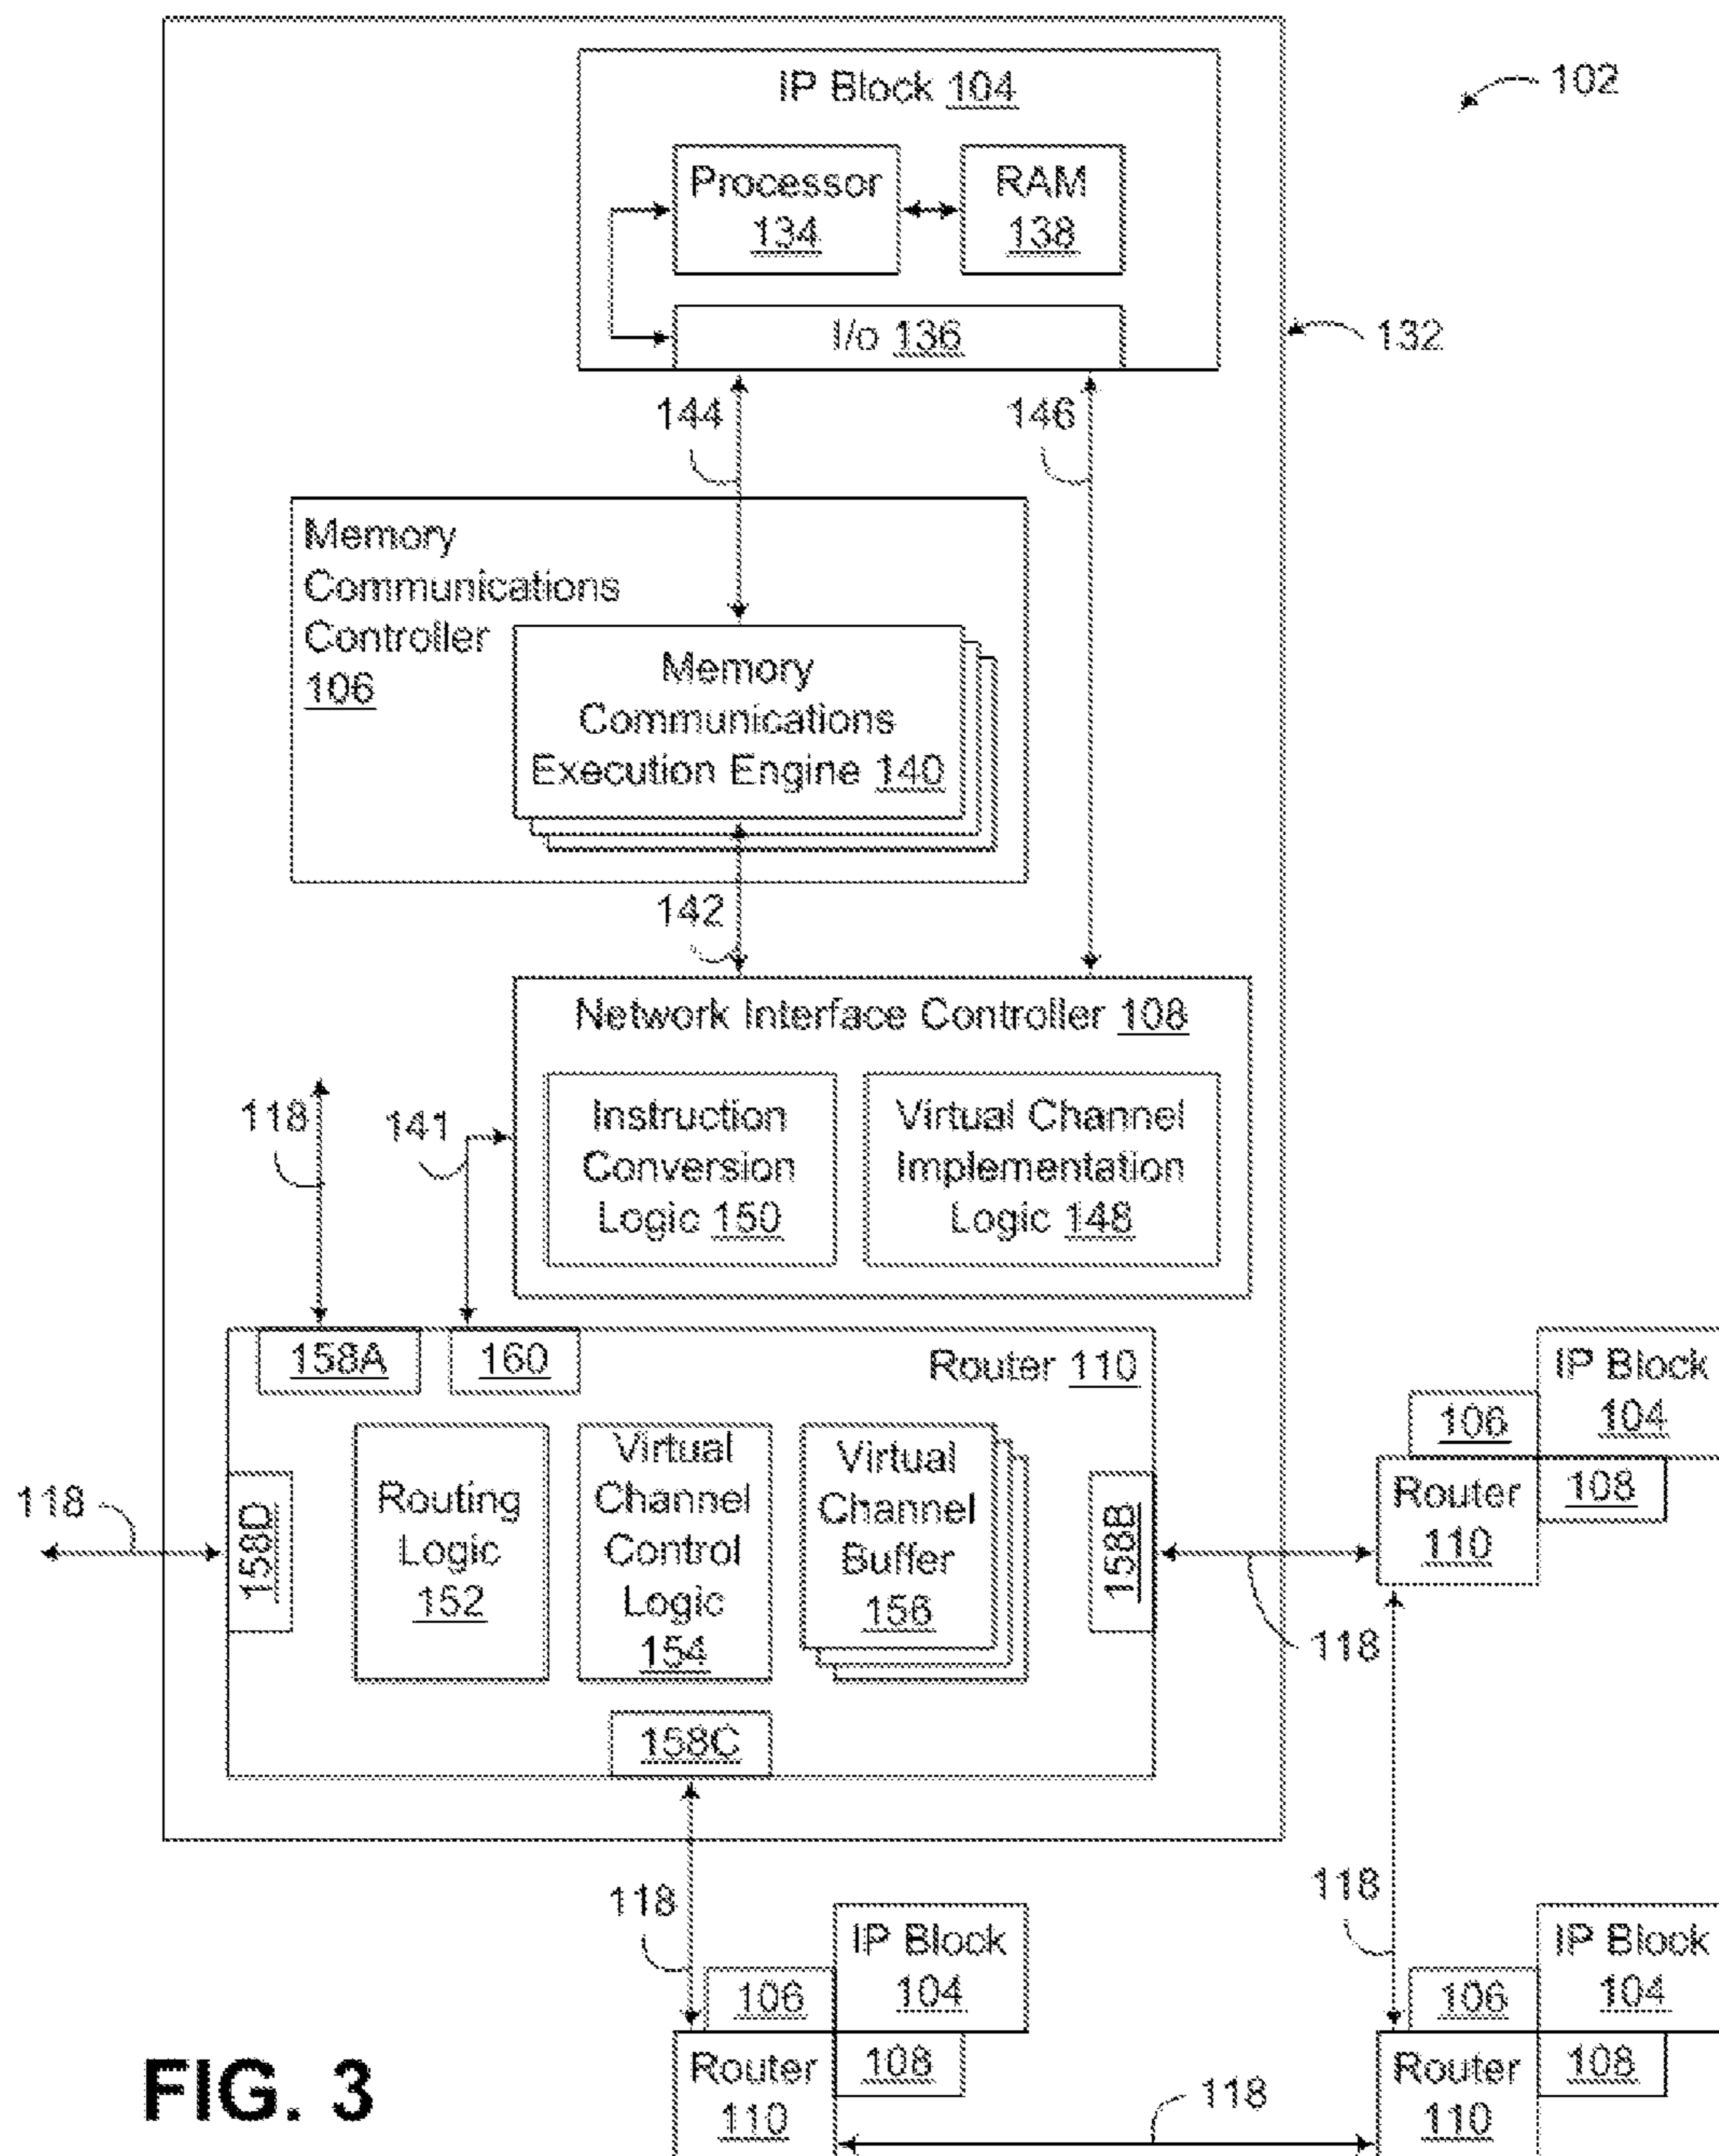 IP Block 104
102
Processor
134
RAM
138
I/o 136
132
144
146
Memory
Communications
Controller
106
Memory
Communications
Execution Engine 140
142
Network Interface Controller 108
118
141
Instruction
Conversion
Logic 150
Virtual Channel
Implementation
Logic 148
158A
160
Router 110
IP Block
104
106
Router
110
108
118
158D
Routing
Logic
152
Virtual
Channel
Control
Logic
154
Virtual
Channel
Buffer
156
158B
118
158C
118
118
IP Block
104
106
Router
110
108
IP Block
104
106
Router
110
108
118
FIG. 3